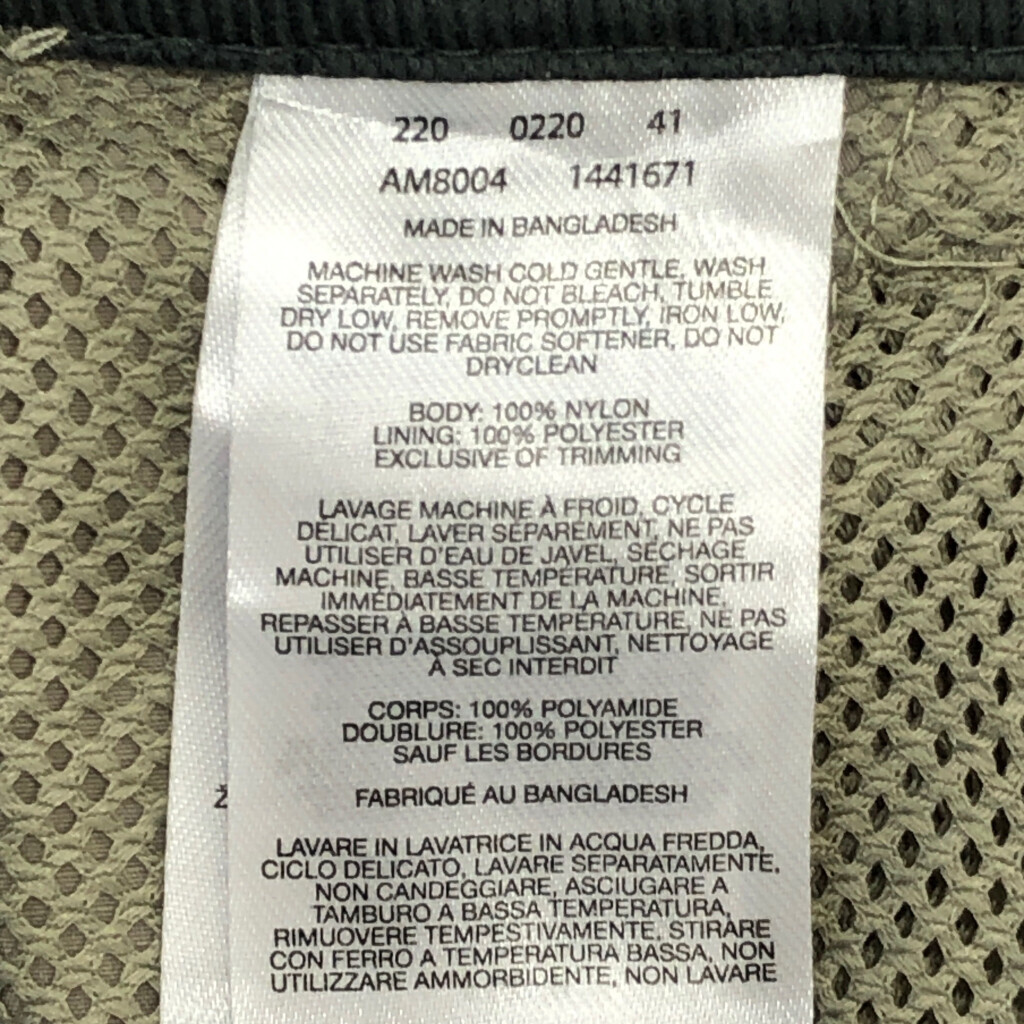 220 0220 41
AM8004 1441671
MADE IN BANGLADESH
MACHINE WASH COLD GENTLE, WASH
SEPARATELY, DO NOT BLEACH, TUMBLE
DRY LOW, REMOVE PROMPTLY, IRON LOW,
DO NOT USE FABRIC SOFTENER, DO NOT
DRYCLEAN
BODY: 100% NYLON
LINING: 100% POLYESTER
EXCLUSIVE OF TRIMMING
LAVAGE MACHINE À FROID, CYCLE
DÉLICAT, LAVER SÉPARÉMENT, NE PAS
UTILISER D'EAU DE JAVEL, SÉCHAGE
MACHINE, BASSE TEMPÉRATURE, SORTIR
IMMÉDIATEMENT DE LA MACHINE,
REPASSER À BASSE TEMPÉRATURE, NE PAS
UTILISER D'ASSOUPLISSANT, NETTOYAGE
À SEC INTERDIT
CORPS: 100% POLYAMIDE
DOUBLURE: 100% POLYESTER
SAUF LES BORDURES
FABRIQUÉ AU BANGLADESH
LAVARE IN LAVATRICE IN ACQUA FREDDA,
CICLO DELICATO, LAVARE SEPARATAMENTE,
NON CANDEGGIARE, ASCIUGARE A
TAMBURO A BASSA TEMPERATURA,
RIMUOVERE TEMPESTIVAMENTE, STIRARE
CON FERRO A TEMPERATURA BASSA, NON
UTILIZZARE AMMORBIDENTE, NON LAVARE